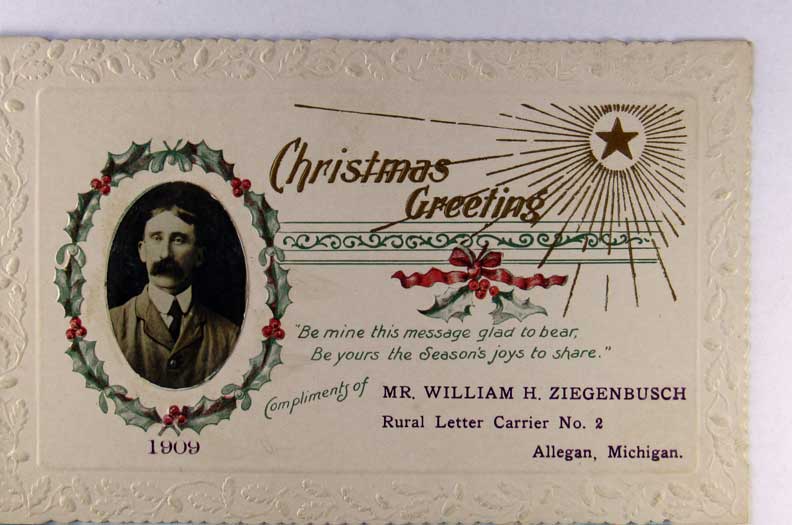 Christmas
Greeting
"Be mine this message glad to bear,
Be yours the Season's joys to share."
Compliments of
MR. WILLIAM H. ZIEGENBUSCH
Rural Letter Carrier No. 2
Allegan, Michigan.
1909